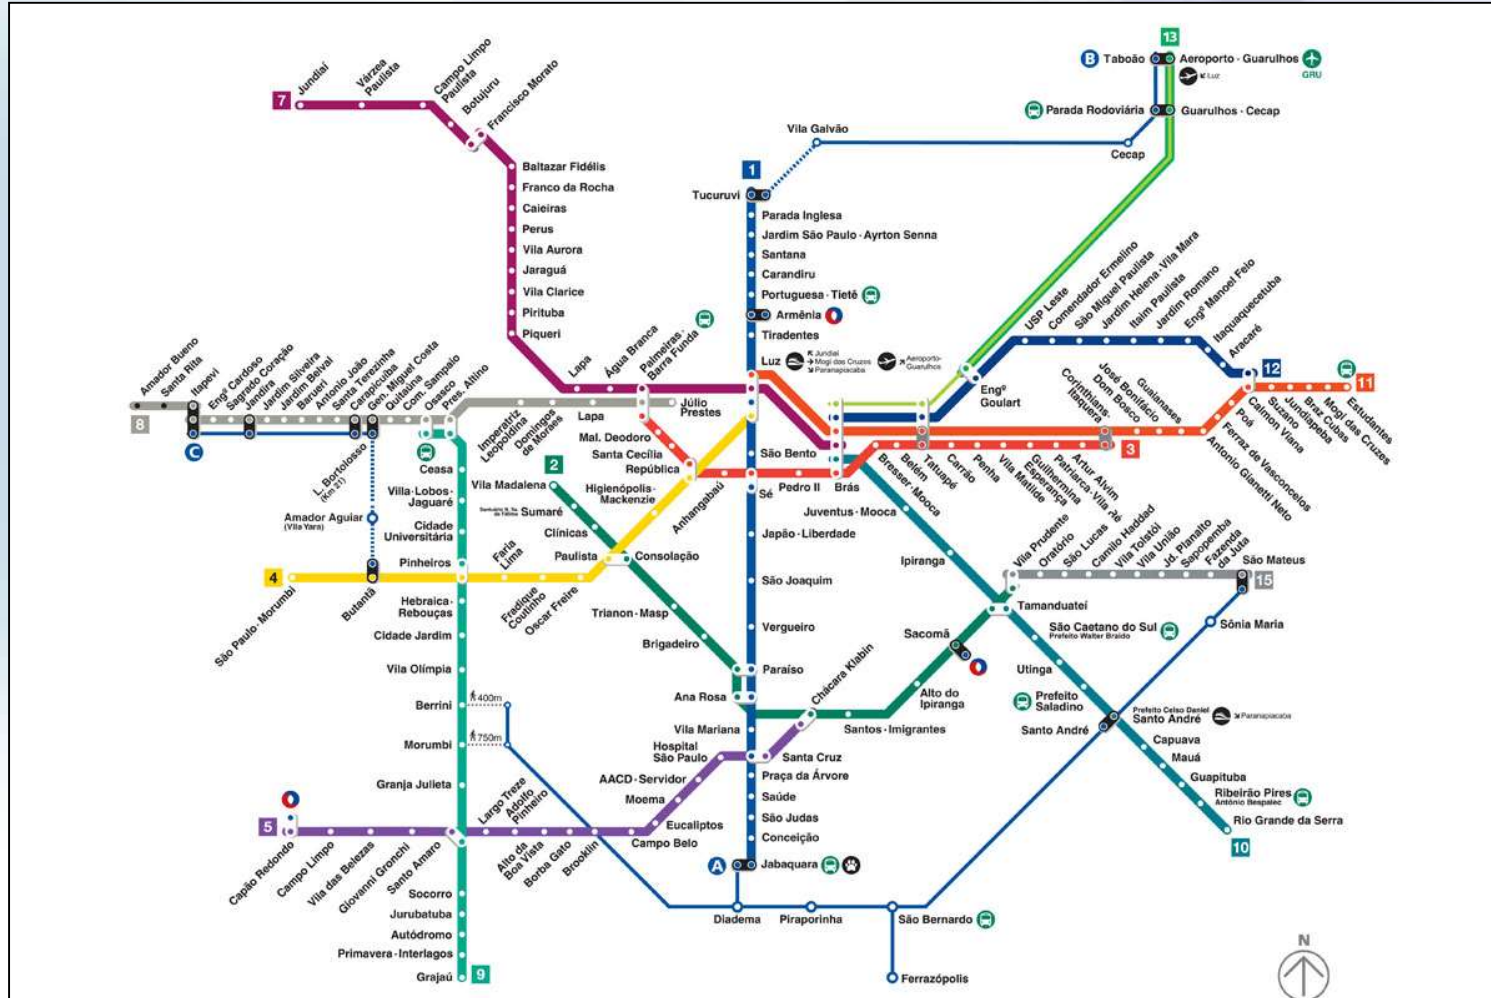 13
B
Taboão
Aeroporto · Guarulhos
GRU
Luz
Parada Rodoviária
Guarulhos · Cecap
Vila Galvão
Cecap
7
Jundiaí
Várzea
Paulista
Campo Limpo
Paulista
Botujuru
Francisco Morato
Baltazar Fidélis
Franco da Rocha
Caieiras
Perus
Vila Aurora
Jaraguá
Vila Clarice
Pirituba
Piqueri
Lapa
Água Branca
Palmeiras ·
Barra Funda
1
Tucuruvi
Parada Inglesa
Jardim São Paulo · Ayrton Senna
Santana
Carandiru
Portuguesa · Tietê
Armênia
Tiradentes
Luz
Jundiaí
Mogi das Cruzes
Paranapiacaba
Aeroporto-
Guarulhos
USP Leste
Comendador Ermelino
São Miguel Paulista
Jardim Helena · Vila Mara
Itaim Paulista
Jardim Romano
Engº Manoel Feio
Itaquaquecetuba
Aracaré
12
11
Engº
Goulart
Corinthians-
Itaquera
José Bonifácio
Dom Bosco
Guaianases
Antonio Gianetti Neto
Ferraz de Vasconcelos
Poá
Calmon Viana
Suzano
Jundiapeba
Braz Cubas
Mogi das Cruzes
Estudantes
3
Amador Bueno
Santa Rita
Itapevi
Engº Cardoso
Sagrado Coração
Jandira
Jardim Silveira
Jardim Belval
Barueri
Antonio João
Santa Terezinha
Carapicuíba
Gen. Miguel Costa
Quitaúna
Com. Sampaio
Osasco
Pres. Altino
8
C
Imperatriz
Leopoldina
Domingos
de Moraes
Lapa
Júlio
Prestes
Mal. Deodoro
Santa Cecília
República
Higienópolis-
Mackenzie
Anhangabaú
São Bento
Sé
Pedro II
Brás
Bresser-Mooca
Belém
Tatuapé
Carrão
Penha
Vila Matilde
Guilhermina
Esperança
Patriarca - Vila Ré
Artur Alvim
L. Bortolosso
(Km 21)
Amador Aguiar
(Vila Yara)
Ceasa
Villa-Lobos-
Jaguaré
Cidade
Universitária
Pinheiros
2
Vila Madalena
Sumaré
Clínicas
Paulista
Consolação
Trianon-Masp
Brigadeiro
4
São Paulo-Morumbi
Butantã
Faria
Lima
Fradique
Coutinho
Oscar Freire
Juventus-Mooca
Ipiranga
Japão-Liberdade
São Joaquim
Vergueiro
Paraíso
Ana Rosa
Vila Mariana
Vila Prudente
Oratório
São Lucas
Camilo Haddad
Vila Tolstói
Vila União
Jd. Planalto
Sapopemba
Fazenda
da Juta
São Mateus
15
Tamanduateí
São Caetano do Sul
Prefeito Walter Braido
Sônia Maria
Utinga
Prefeito
Saladino
Santo André
Prefeito Celso Daniel
Santo André
Paranapiacaba
Capuava
Mauá
Guapituba
Ribeirão Pires
Antônio Bespalec
Rio Grande da Serra
10
Sacomã
Alto do
Ipiranga
Santos-Imigrantes
Chácara Klabin
Santa Cruz
Hospital
São Paulo
AACD-Servidor
Moema
Eucaliptos
Campo Belo
Brooklin
Borba Gato
Alto da
Boa Vista
Adolfo
Pinheiro
Largo Treze
Santo Amaro
Giovanni Gronchi
Vila das Belezas
Campo Limpo
Capão Redondo
5
Hebraica-
Rebouças
Cidade Jardim
Vila Olímpia
Berrini
400m
Morumbi
750m
Granja Julieta
Socorro
Jurubatuba
Autódromo
Primavera-Interlagos
Grajaú
9
Praça da Árvore
Saúde
São Judas
Conceição
A
Jabaquara
Diadema
Piraporinha
São Bernardo
Ferrazópolis
N